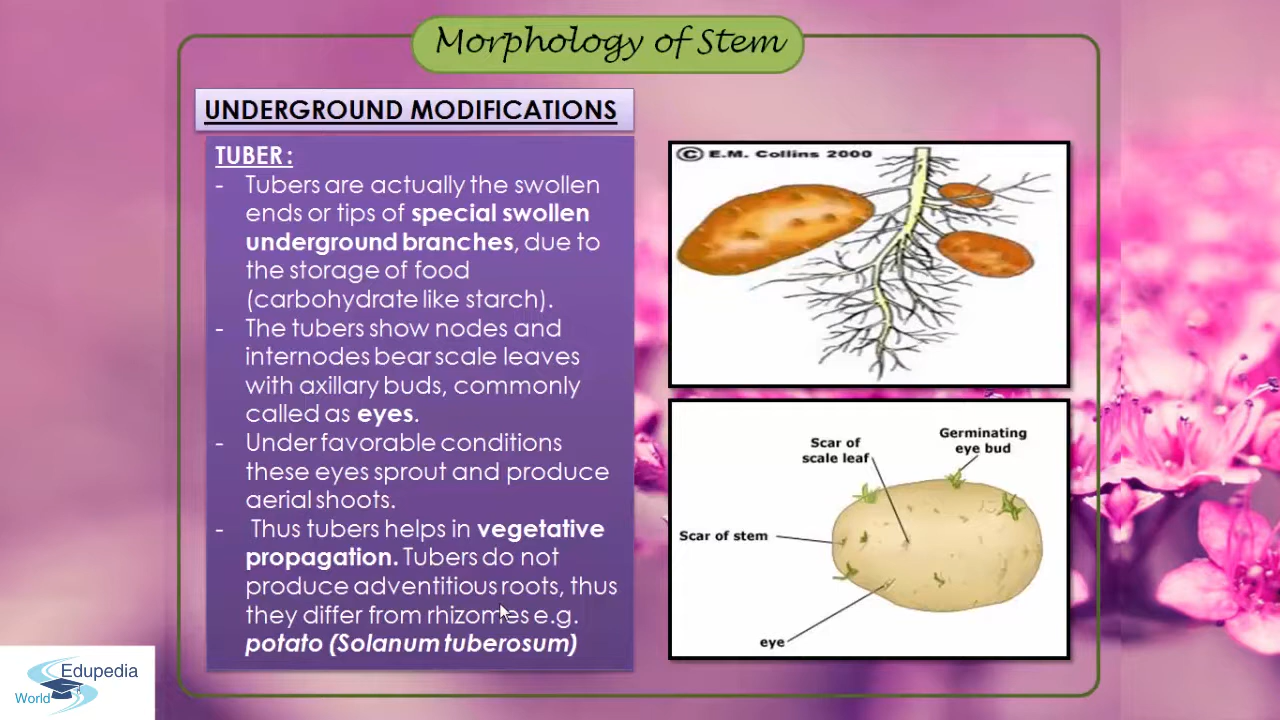 Morphology of Stem
UNDERGROUND MODIFICATIONS
TUBER:
- Tubers are actually the swollen
ends or tips of special swollen
underground branches, due to
the storage of food
(carbohydrate like starch).
- The tubers show nodes and
internodes bear scale leaves
with axillary buds, commonly
called as eyes.
- Under favorable conditions
these eyes sprout and produce
aerial shoots.
- Thus tubers helps in vegetative
propagation. Tubers do not
produce adventitious roots, thus
they differ from rhizomes e.g.
potato (Solanum tuberosum)
© E.M. Collins 2000
Scar of
scale leaf
Germinating
eye bud
Scar of stem
eye
Edupedia
World